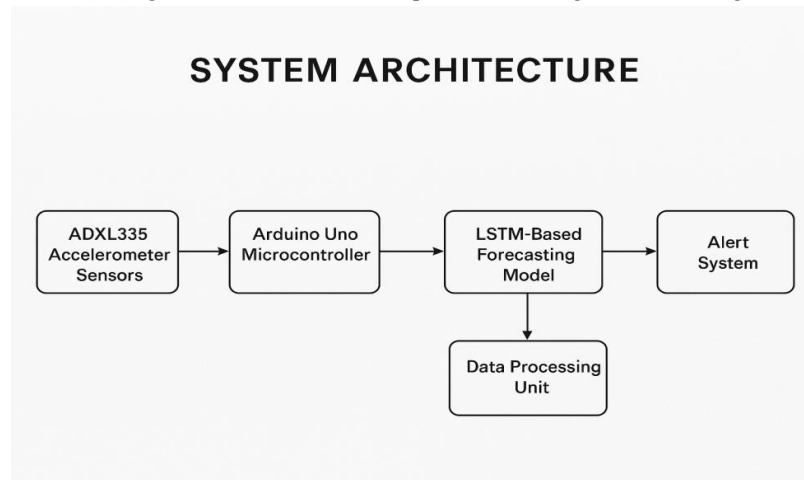 SYSTEM ARCHITECTURE
ADXL335
Accelerometer
Sensors
Arduino Uno
Microcontroller
LSTM-Based
Forecasting
Model
Alert
System
Data Processing
Unit